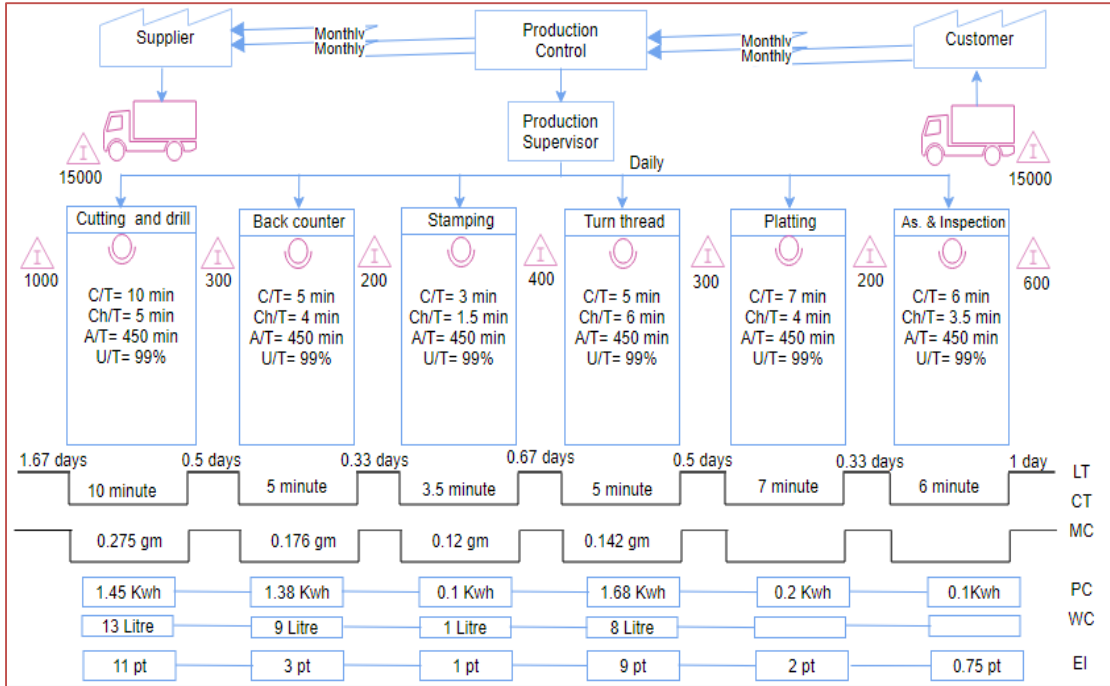 Supplier
Monthly
Monthly
Production
Control
Monthly
Monthly
Customer
Production
Supervisor
Daily
I
15000
I
15000
Cutting and drill
Back counter
Stamping
Turn thread
Platting
As. & Inspection
I
1000
I
300
I
200
I
400
I
300
I
200
I
600
C/T= 10 min
Ch/T= 5 min
A/T= 450 min
U/T= 99%
C/T= 5 min
Ch/T= 4 min
A/T= 450 min
U/T= 99%
C/T= 3 min
Ch/T= 1.5 min
A/T= 450 min
U/T= 99%
C/T= 5 min
Ch/T= 6 min
A/T= 450 min
U/T= 99%
C/T= 7 min
Ch/T= 4 min
A/T= 450 min
U/T= 99%
C/T= 6 min
Ch/T= 3.5 min
A/T= 450 min
U/T= 99%
1.67 days 0.5 days 0.33 days 0.67 days 0.5 days 0.33 days 1 day LT
10 minute 5 minute 3.5 minute 5 minute 7 minute 6 minute CT
0.275 gm 0.176 gm 0.12 gm 0.142 gm MC
1.45 Kwh 1.38 Kwh 0.1 Kwh 1.68 Kwh 0.2 Kwh 0.1Kwh PC
13 Litre 9 Litre 1 Litre 8 Litre WC
11 pt 3 pt 1 pt 9 pt 2 pt 0.75 pt EI